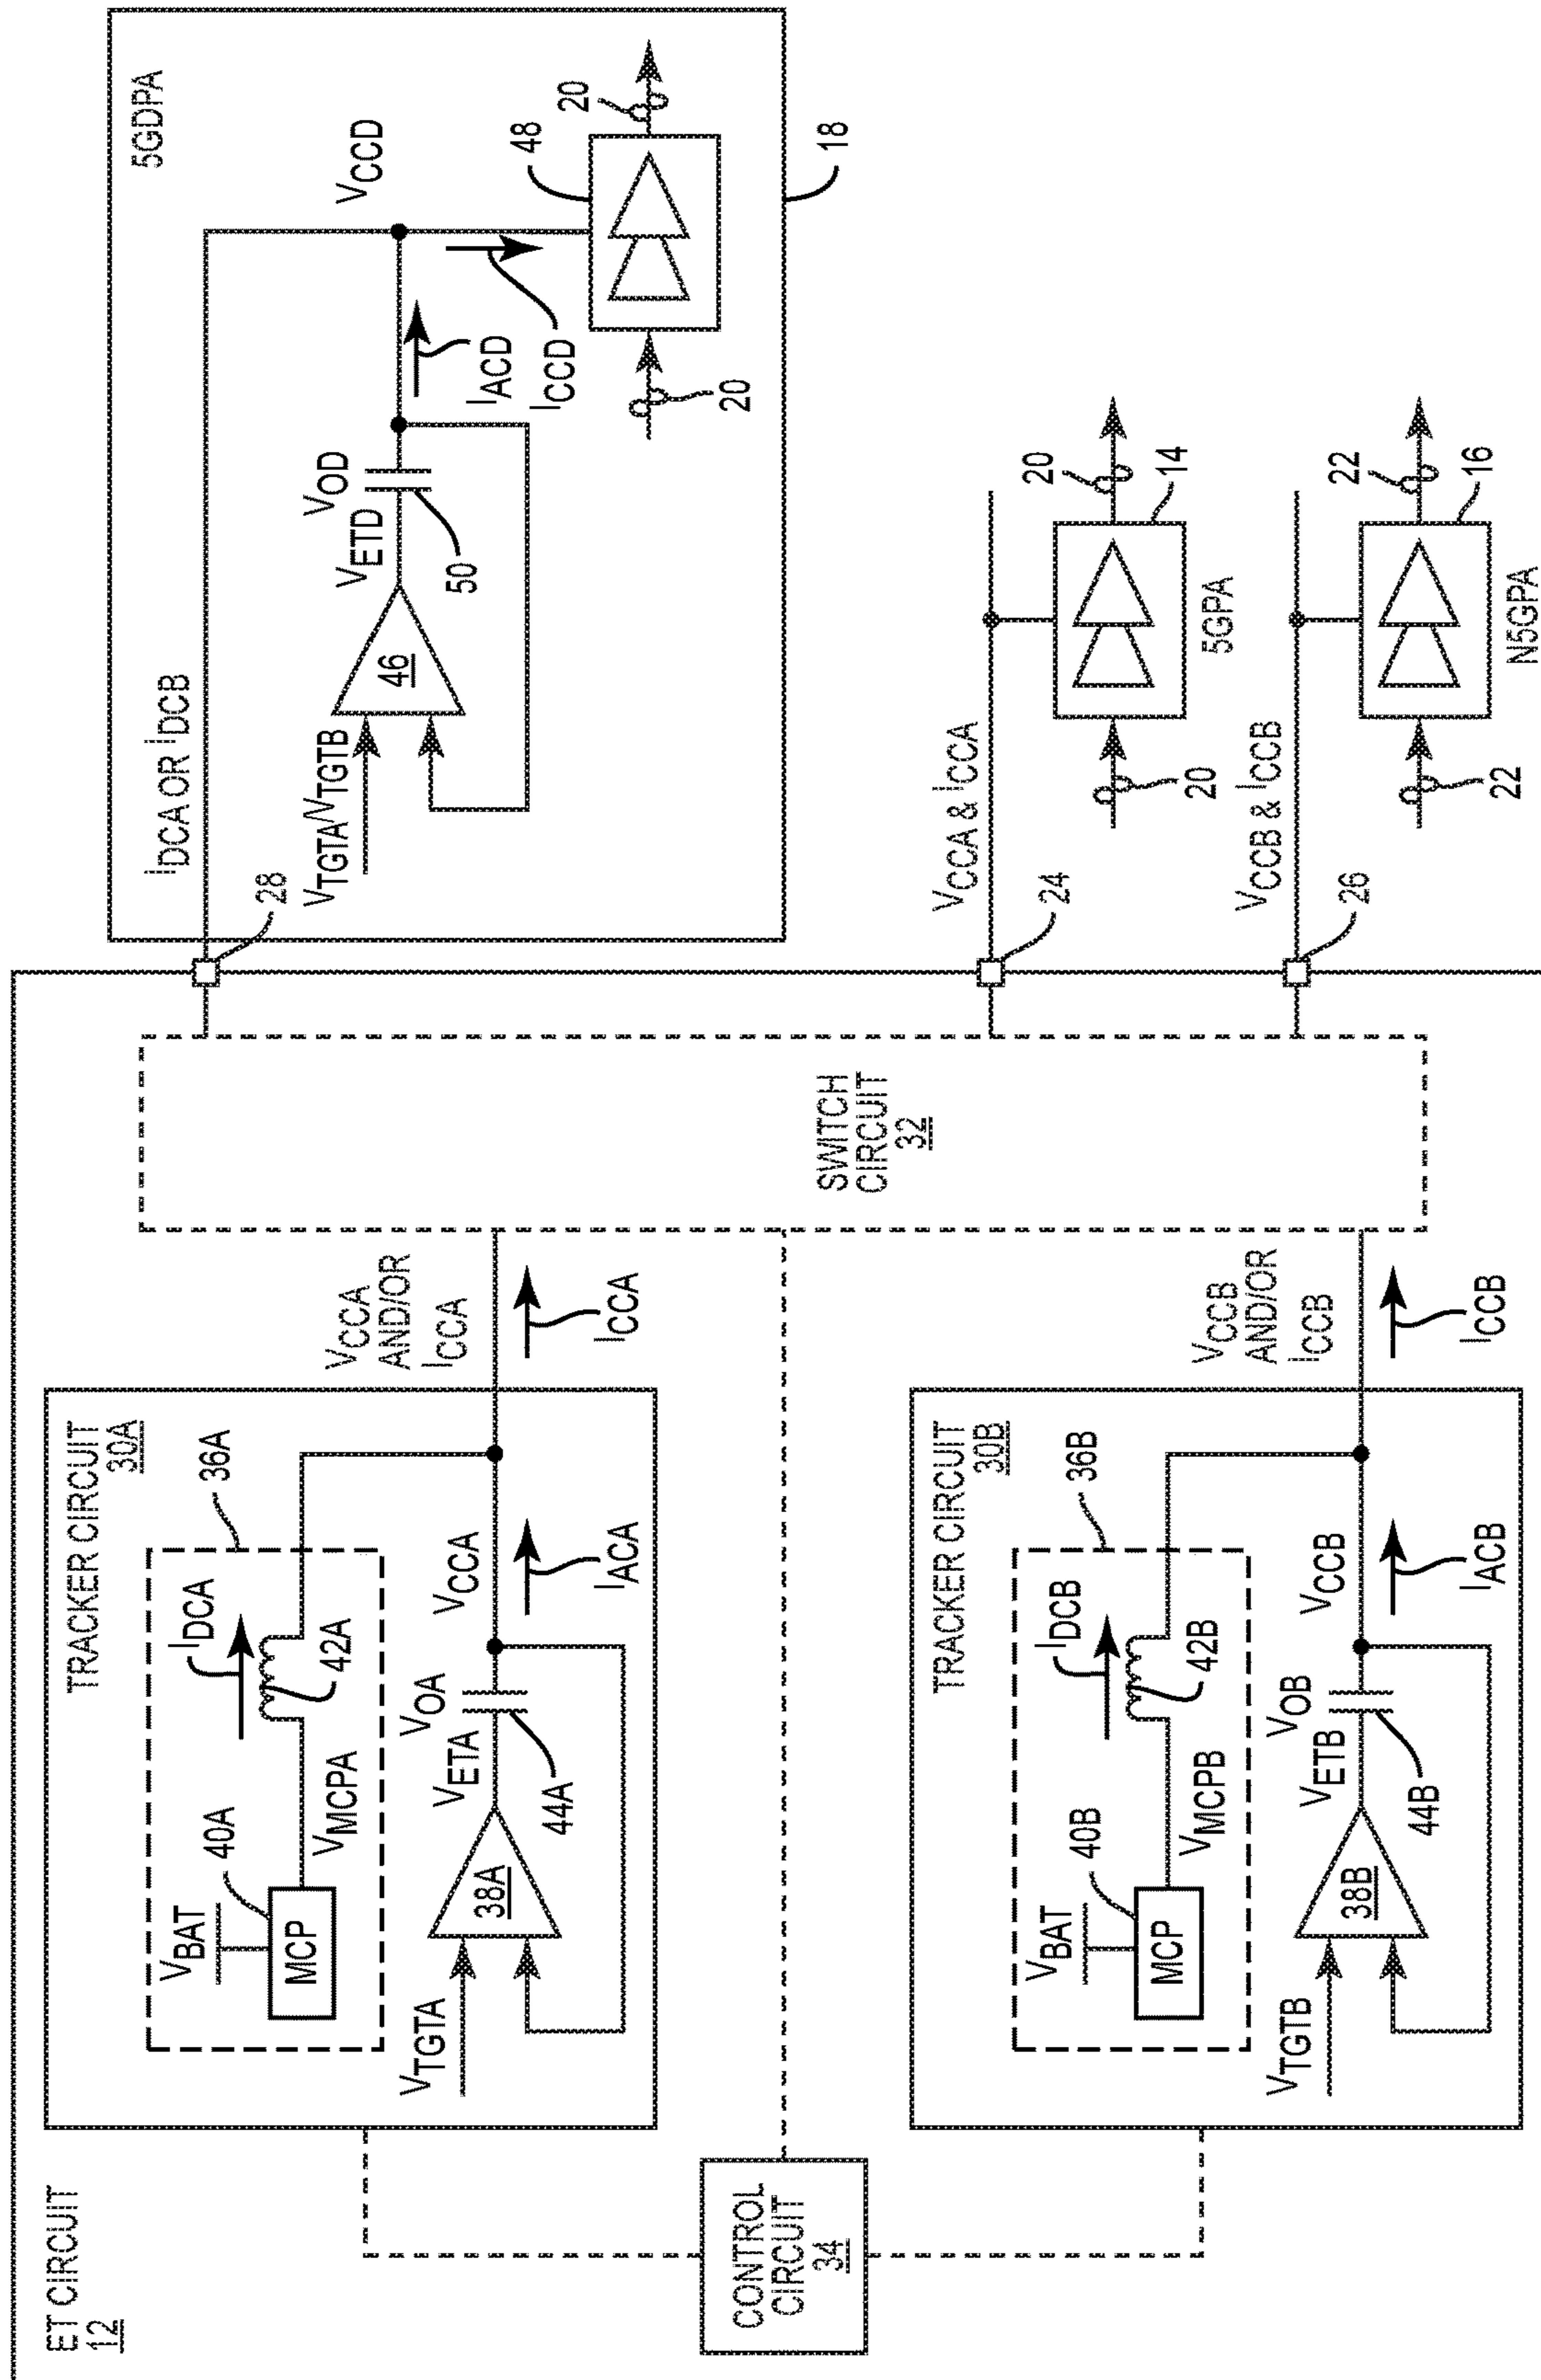 ET CIRCUIT
12
TRACKER CIRCUIT
30A
36A
VBAT
40A
MCP
VMCPA
IDCA
42A
VTGTA
38A
VETA
VOA
44A
VCCA
IACA
VCCA
AND/OR
ICCA
ICCA
CONTROL
CIRCUIT
34
SWITCH
CIRCUIT
32
TRACKER CIRCUIT
30B
36B
VBAT
40B
MCP
VMCPB
IDCB
42B
VTGTB
38B
VETB
VOB
44B
VCCB
IACB
VCCB
AND/OR
ICCB
ICCB
28
IDCA OR IDCB
5GDPA
VTGTA/VTGTB
46
VETD
VOD
50
VCCD
IACD
ICCD
48
20
20
18
24
VCCA & ICCA
20
20
14
5GPA
26
VCCB & ICCB
22
22
16
N5GPA